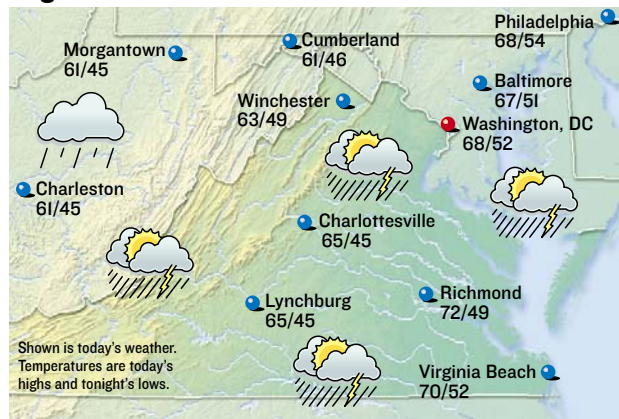 Philadelphia
68/54
Morgantown
61/45
Cumberland
61/46
Baltimore
67/51
Winchester
63/49
Washington, DC
68/52
Charleston
61/45
Charlottesville
65/45
Lynchburg
65/45
Richmond
72/49
Shown is today's weather.
Temperatures are today's
highs and tonight's lows.
Virginia Beach
70/52